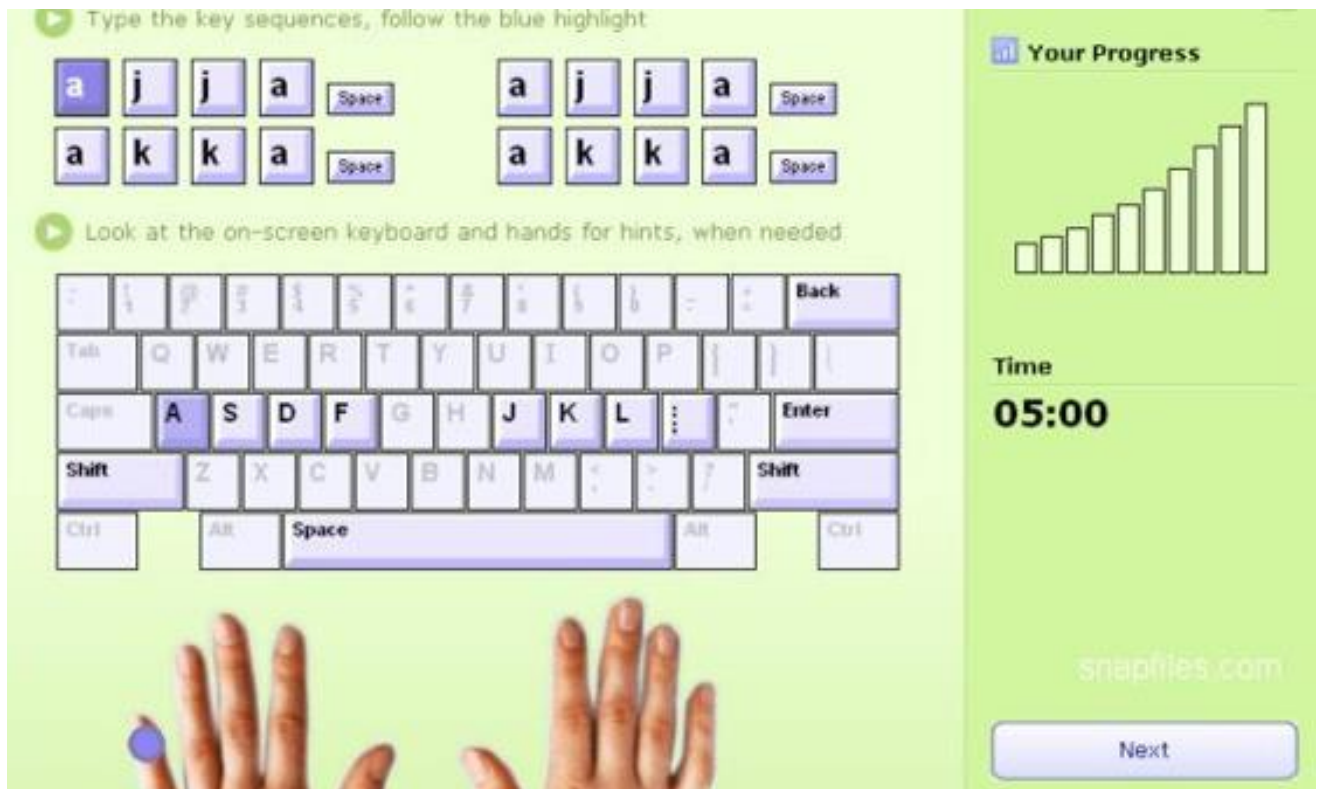 Type the key sequences, follow the blue highlight
a j j a Space a j j a Space
a k k a Space a k k a Space
Look at the on-screen keyboard and hands for hints, when needed
Back
Tab Q W E R T Y U I O P
Caps A S D F G H J K L Enter
Shift Z X C V B N M Shift
Ctrl Alt Space Alt Ctrl
Your Progress
Time
05:00
snapfiles.com
Next